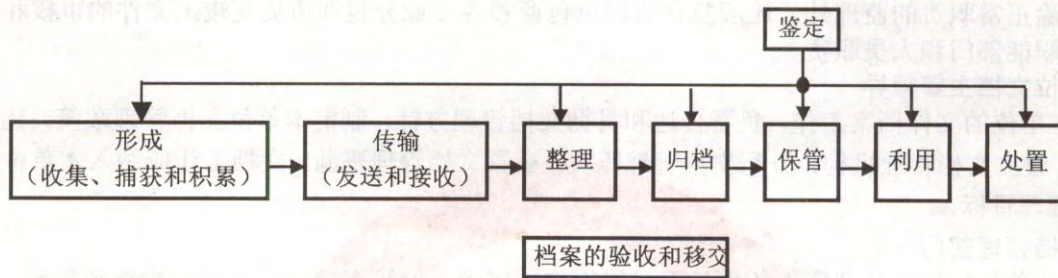 鉴定
形成
(收集、捕获和积累)
传输
(发送和接收)
整理
归档
保管
利用
处置
档案的验收和移交